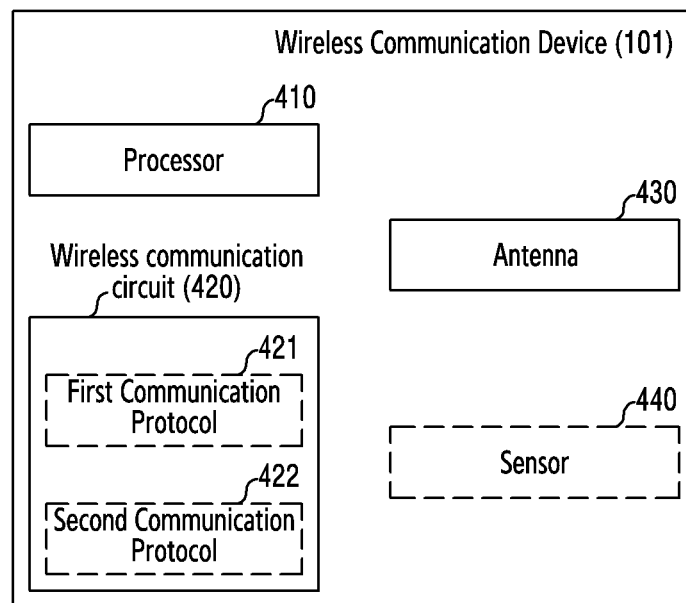 Wireless Communication Device (101)
410
Processor
430
Antenna
Wireless communication
circuit (420)
421
First Communication
Protocol
422
Second Communication
Protocol
440
Sensor